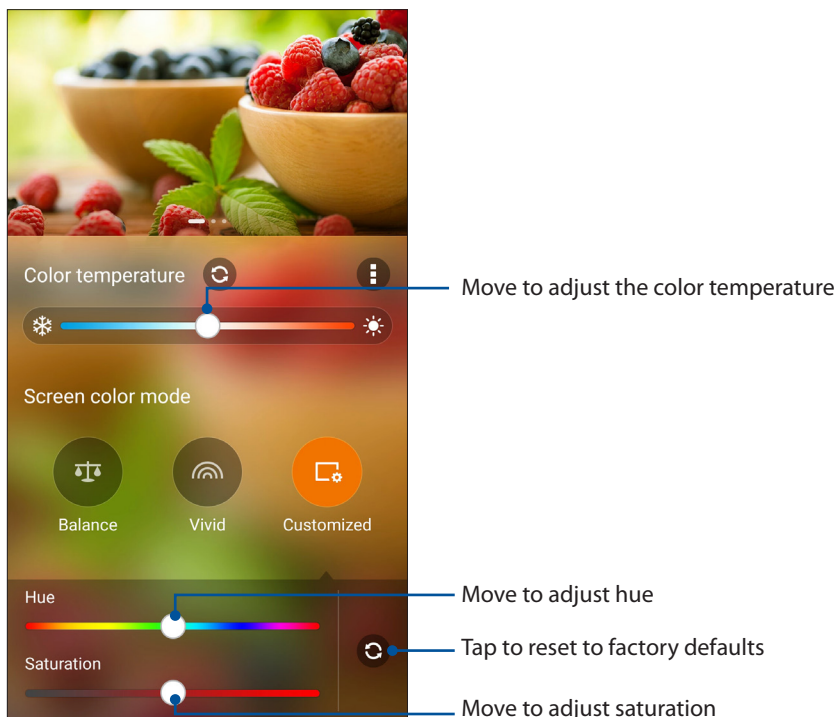 Color temperature
Move to adjust the color temperature
Screen color mode
Balance
Vivid
Customized
Hue
Move to adjust hue
Tap to reset to factory defaults
Saturation
Move to adjust saturation